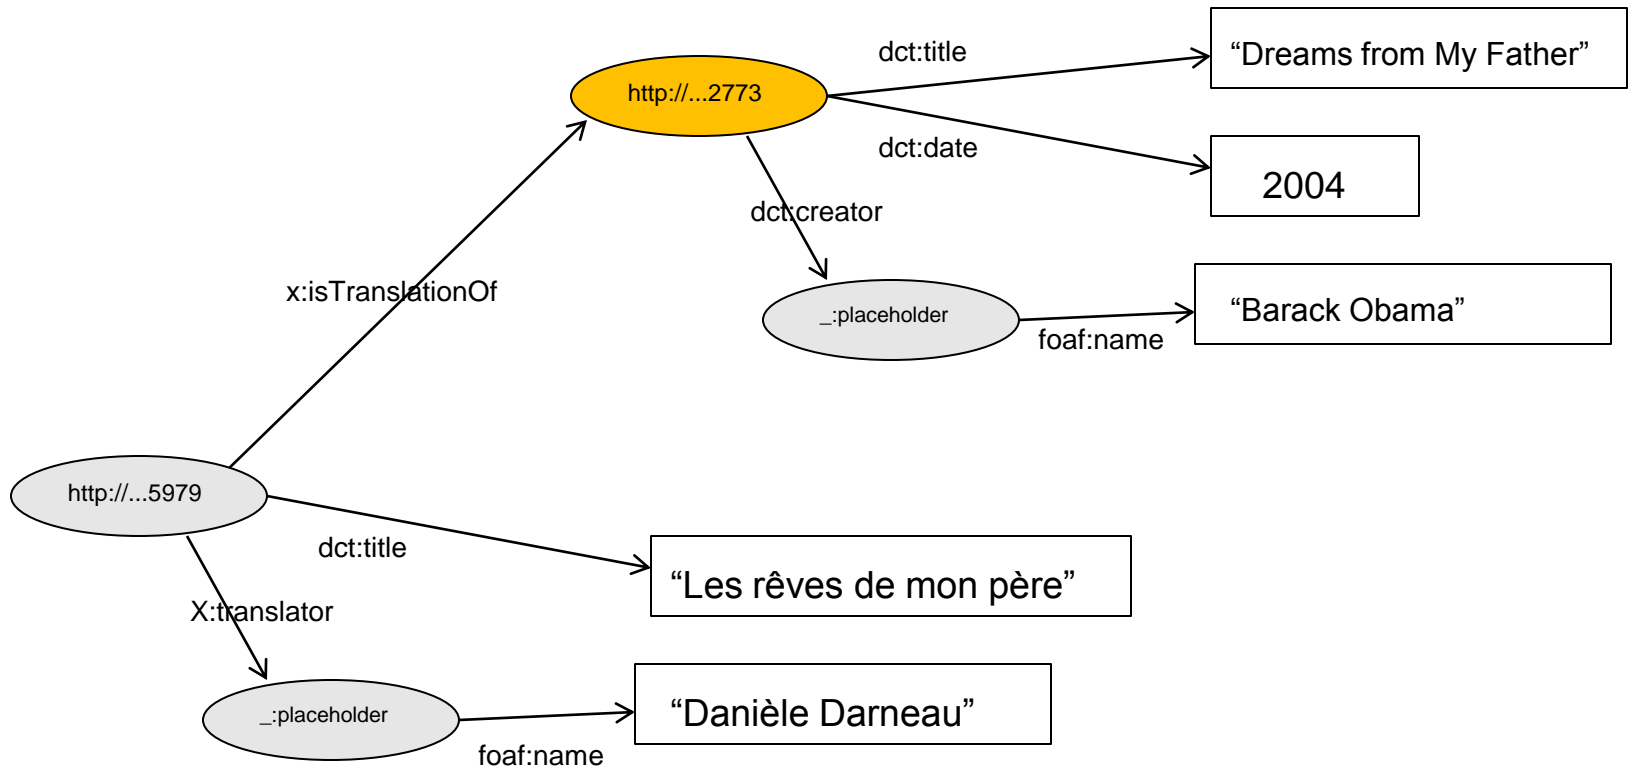 dct:title
“Dreams from My Father”
http://...2773
dct:date
2004
dct:creator
x:isTranslationOf
_:placeholder
“Barack Obama”
foaf:name
http://...5979
dct:title
“Les rêves de mon père”
X:translator
_:placeholder
“Danièle Darneau”
foaf:name